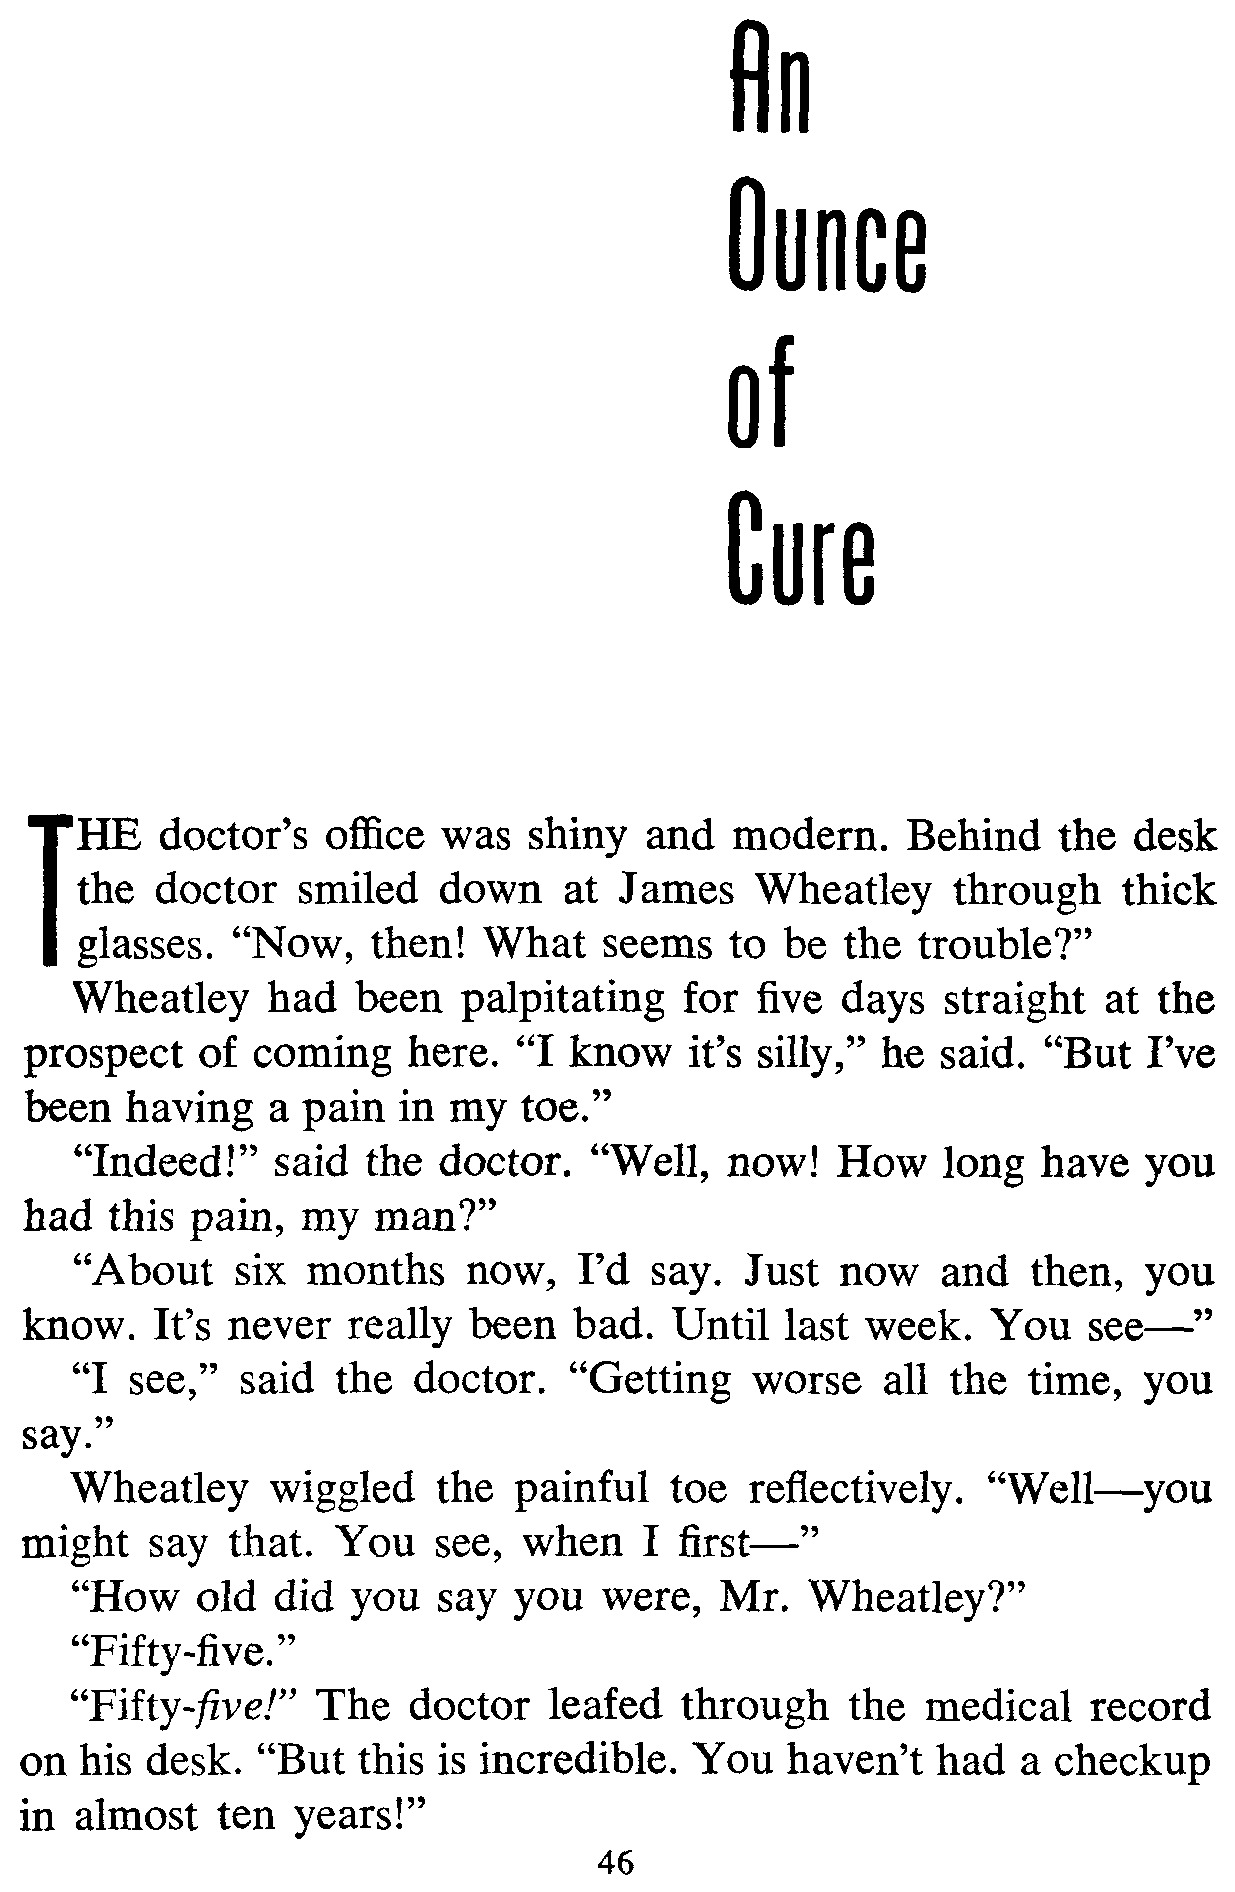 An
Ounce
of
Cure
THE doctor’s office was shiny and modern. Behind the desk
the doctor smiled down at James Wheatley through thick
glasses. “Now, then! What seems to be the trouble?”
Wheatley had been palpitating for five days straight at the
prospect of coming here. “I know it’s silly,” he said. “But I’ve
been having a pain in my toe.”
“Indeed!” said the doctor. “Well, now! How long have you
had this pain, my man?”
“About six months now, I’d say. Just now and then, you
know. It’s never really been bad. Until last week. You see—”
“I see,” said the doctor. “Getting worse all the time, you
say.”
Wheatley wiggled the painful toe reflectively. “Well—you
might say that. You see, when I first—”
“How old did you say you were, Mr. Wheatley?”
“Fifty-five.”
“Fifty-five!” The doctor leafed through the medical record
on his desk. “But this is incredible. You haven’t had a checkup
in almost ten years!”
46